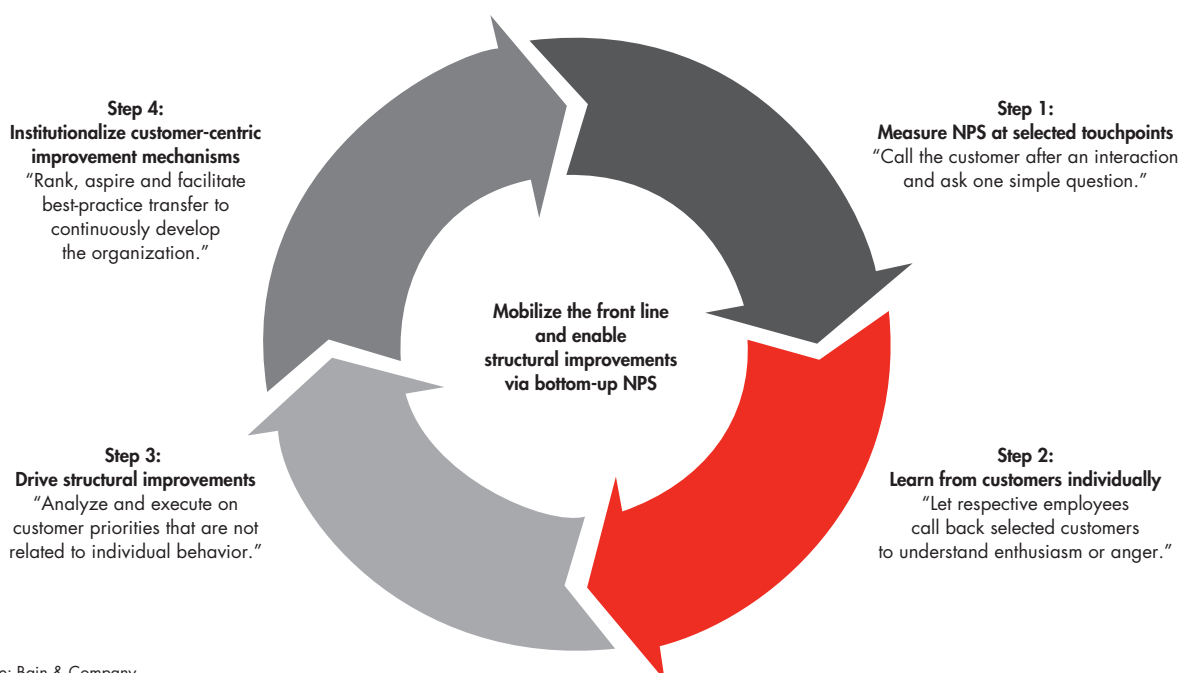 Step 4:
Institutionalize customer-centric
improvement mechanisms
“Rank, aspire and facilitate
best-practice transfer to
continuously develop
the organization.”
Step 1:
Measure NPS at selected touchpoints
“Call the customer after an interaction
and ask one simple question.”
Mobilize the front line
and enable
structural improvements
via bottom-up NPS
Step 3:
Drive structural improvements
“Analyze and execute on
customer priorities that are not
related to individual behavior.”
Step 2:
Learn from customers individually
“Let respective employees
call back selected customers
to understand enthusiasm or anger.”
Bain & Company